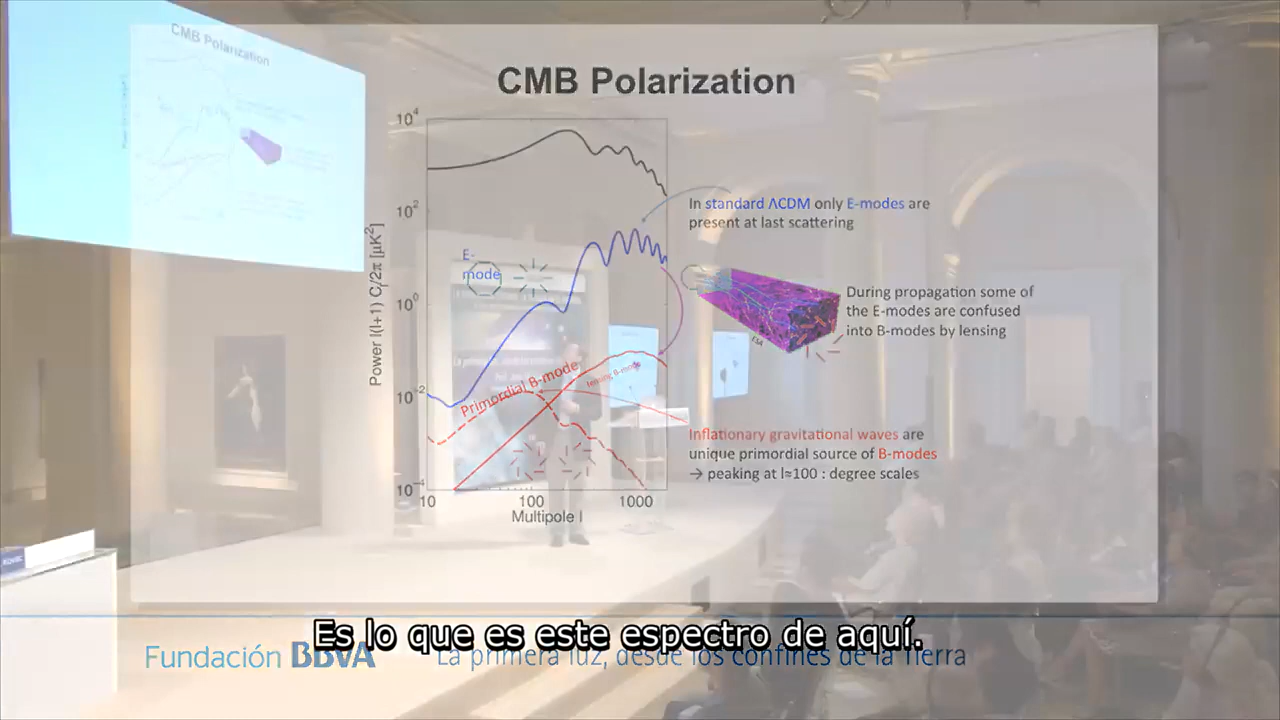 CMB Polarization
CMB Polarization
10⁴
10²
10⁰
10⁻²
10⁻⁴
Power l(l+1) Cₗ/2π [μK²]
E-
mode
Primordial B-mode
lensing B-mode
10
100
1000
Multipole l
In standard ΛCDM only E-modes are
present at last scattering
ESA
During propagation some of
the E-modes are confused
into B-modes by lensing
Inflationary gravitational waves are
unique primordial source of B-modes
→ peaking at l≈100 : degree scales
Es lo que es este espectro de aquí.
Fundación BBVA
La primera luz, desde los confines de la Tierra